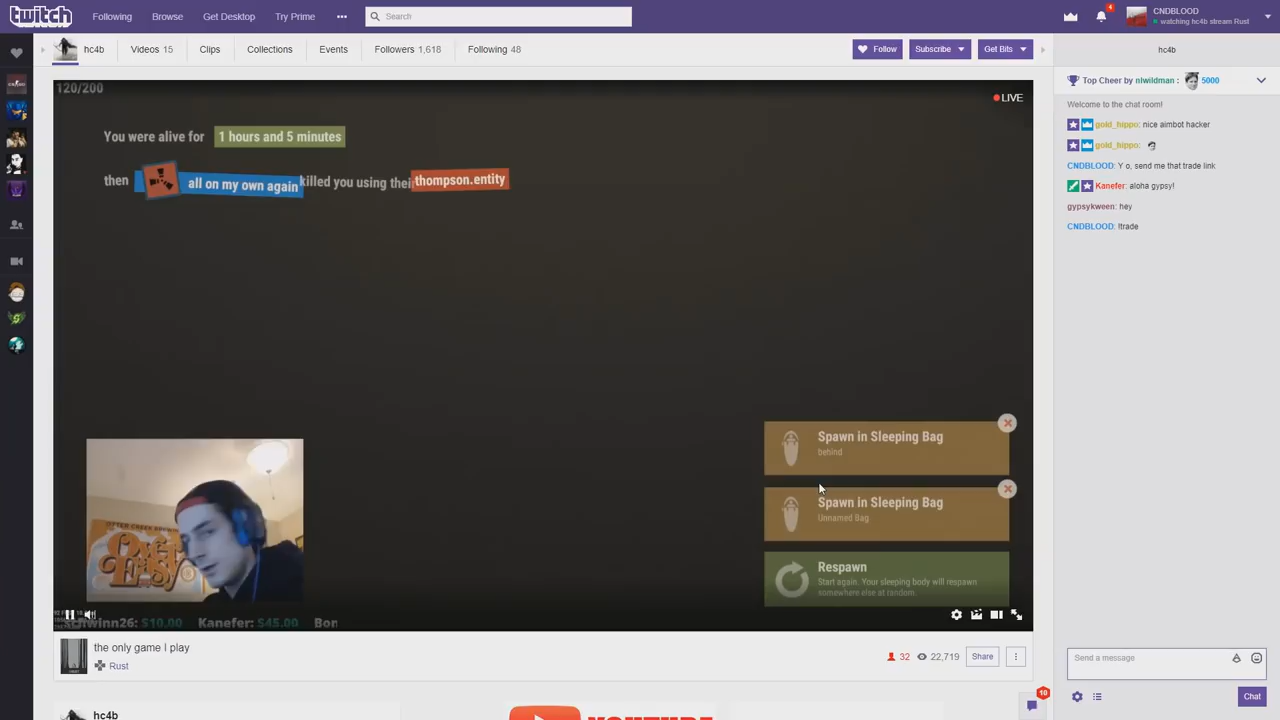 twitch Following Browse Get Desktop Try Prime ••• Search 4 CNDBLOOD
watching hc4b stream Rust
hc4b Videos 15 Clips Collections Events Followers 1,618 Following 48 Follow Subscribe Get Bits hc4b
Top Cheer by nlwildman : 5000
Welcome to the chat room!
gold_hippo: nice aimbot hacker
gold_hippo:
CNDBLOOD: Y o, send me that trade link
Kanefer: aloha gypsy!
gypsykween: hey
CNDBLOOD: !trade
120/200
LIVE
You were alive for 1 hours and 5 minutes
then all on my own again killed you using their thompson.entity
Spawn in Sleeping Bag
behind
Spawn in Sleeping Bag
Unnamed Bag
Respawn
Start again. Your sleeping body will respawn
somewhere else at random.
$10.00 Kanefer: $45.00
the only game I play
Rust
32 22,719 Share
Send a message
Chat
10
hc4b
YOUTUBE